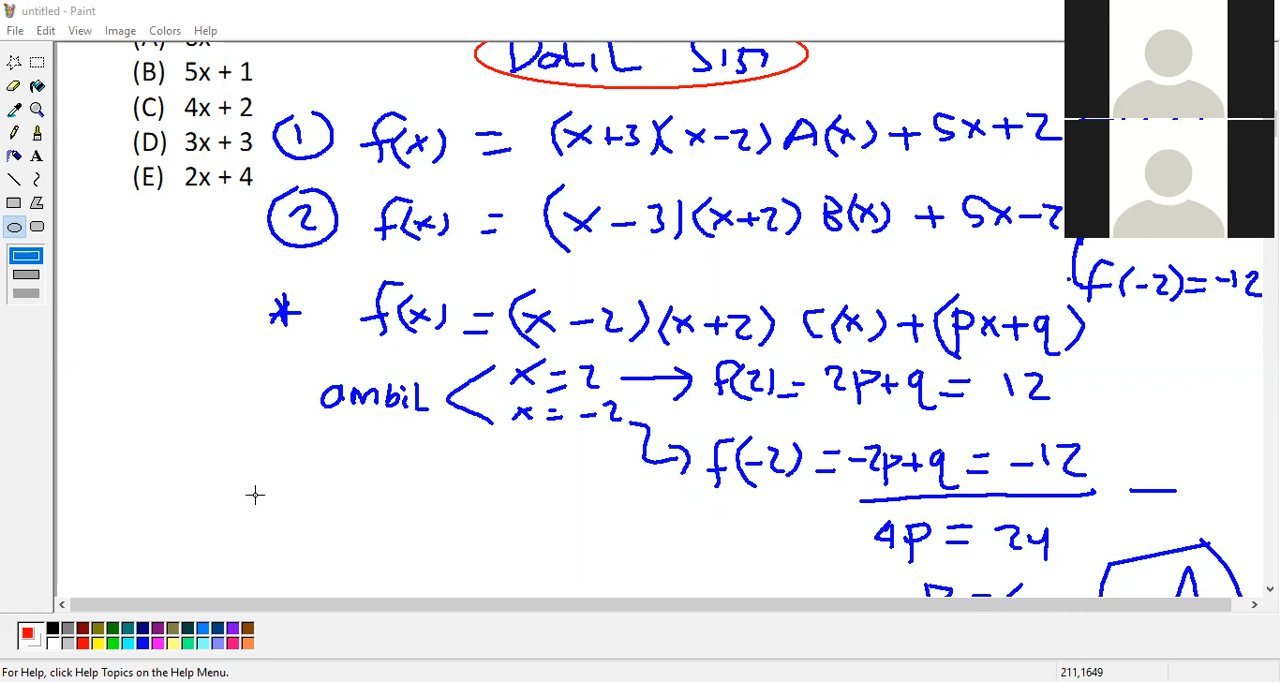 untitled - Paint
File Edit View Image Colors Help
DaLiL
(B) 5x + 1
(C) 4x + 2
(D) 3x + 3
(E) 2x + 4
1 f(x) = (x+3)(x-2) A(x) + 5x+2
2 f(x) = (x-3)(x+2) B(x) + 5x-2
f(-2)=-12
* f(x) = (x-2)(x+2) C(x) + (px+q)
ambiL < x = 2 → f(2) = 2p+q = 12
x = -2
f(-2) = -2p+q = -12
4p = 24
A
For Help, click Help Topics on the Help Menu.
211,1649